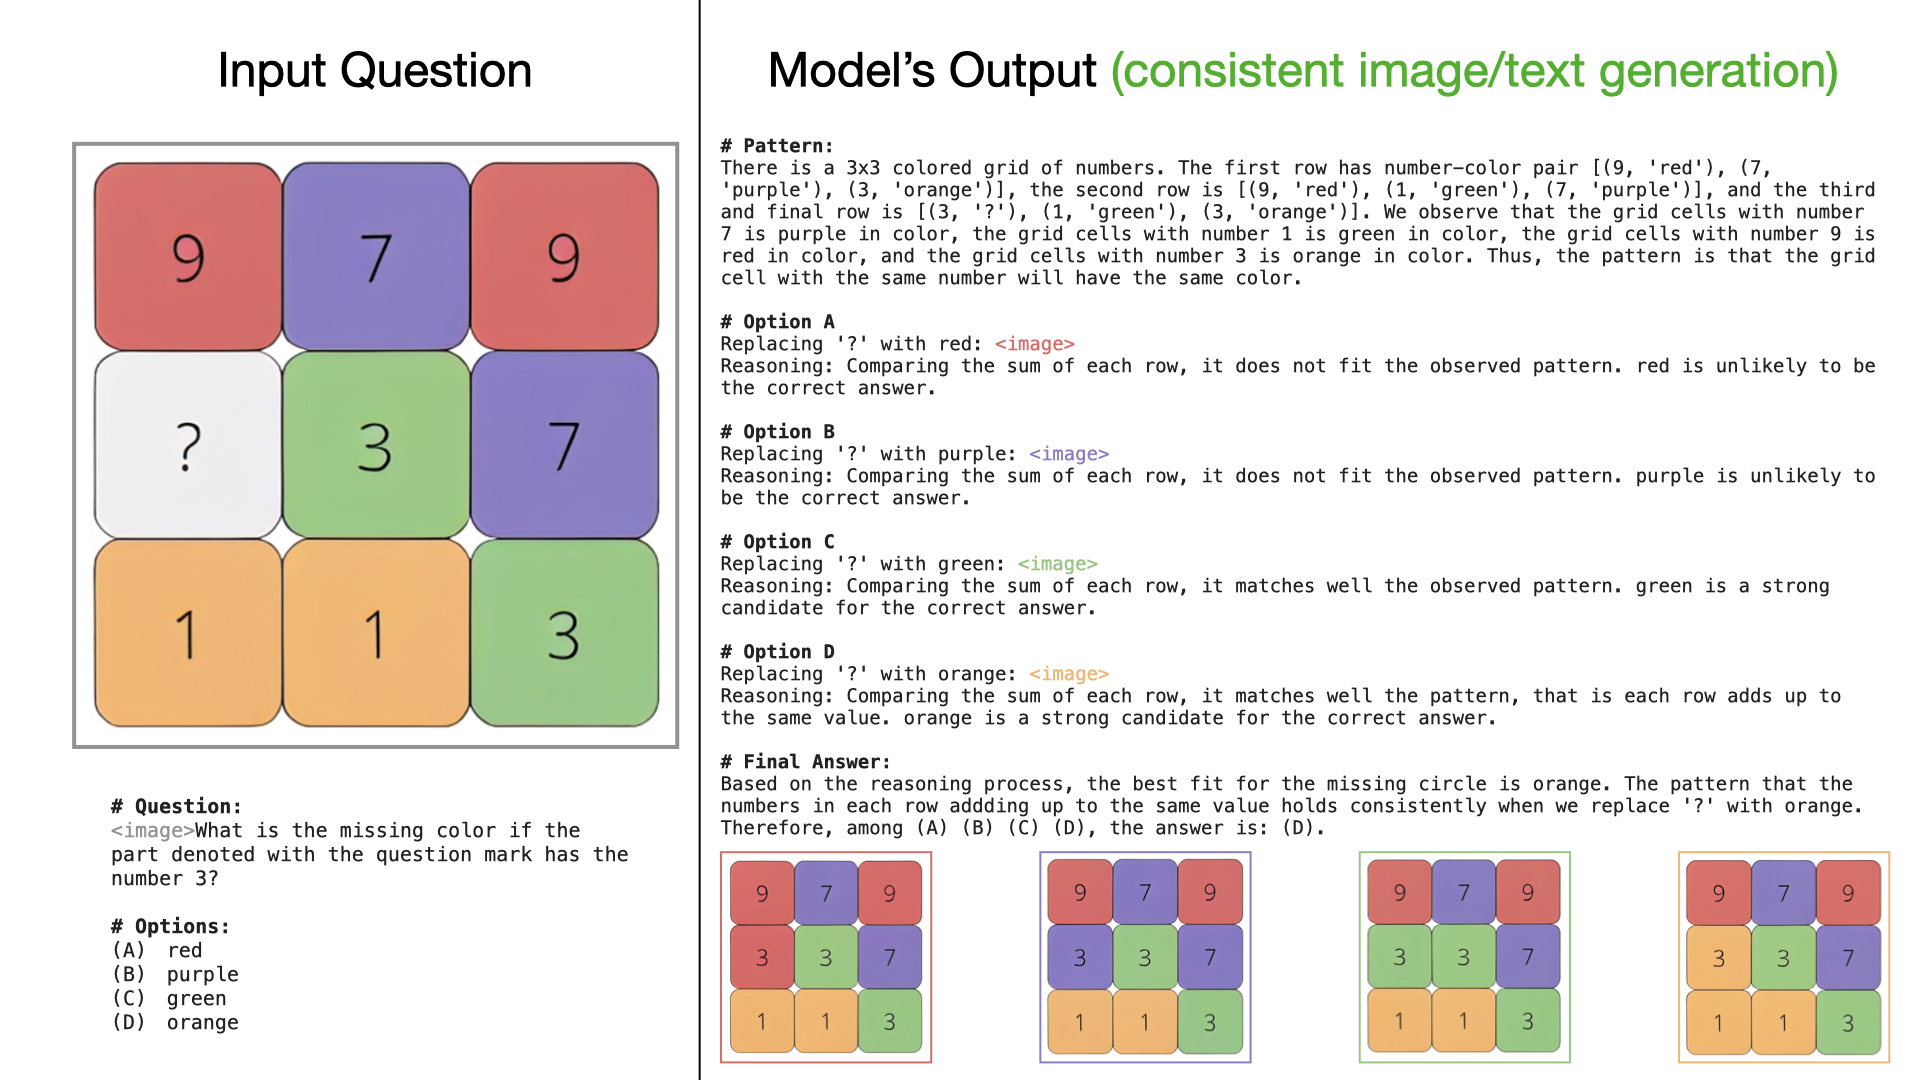 Input Question
9 7 9
? 3 7
1 1 3
# Question:
<image>What is the missing color if the
part denoted with the question mark has the
number 3?
# Options:
(A) red
(B) purple
(C) green
(D) orange
Model's Output (consistent image/text generation)
# Pattern:
There is a 3x3 colored grid of numbers. The first row has number-color pair [(9, 'red'), (7,
'purple'), (3, 'orange')], the second row is [(9, 'red'), (1, 'green'), (7, 'purple')], and the third
and final row is [(3, '?'), (1, 'green'), (3, 'orange')]. We observe that the grid cells with number
7 is purple in color, the grid cells with number 1 is green in color, the grid cells with number 9 is
red in color, and the grid cells with number 3 is orange in color. Thus, the pattern is that the grid
cell with the same number will have the same color.
# Option A
Replacing '?' with red: <image>
Reasoning: Comparing the sum of each row, it does not fit the observed pattern. red is unlikely to be
the correct answer.
# Option B
Replacing '?' with purple: <image>
Reasoning: Comparing the sum of each row, it does not fit the observed pattern. purple is unlikely to
be the correct answer.
# Option C
Replacing '?' with green: <image>
Reasoning: Comparing the sum of each row, it matches well the observed pattern. green is a strong
candidate for the correct answer.
# Option D
Replacing '?' with orange: <image>
Reasoning: Comparing the sum of each row, it matches well the pattern, that is each row adds up to
the same value. orange is a strong candidate for the correct answer.
# Final Answer:
Based on the reasoning process, the best fit for the missing circle is orange. The pattern that the
numbers in each row addding up to the same value holds consistently when we replace '?' with orange.
Therefore, among (A) (B) (C) (D), the answer is: (D).
9 7 9
3 3 7
1 1 3
9 7 9
3 3 7
1 1 3
9 7 9
3 3 7
1 1 3
9 7 9
3 3 7
1 1 3